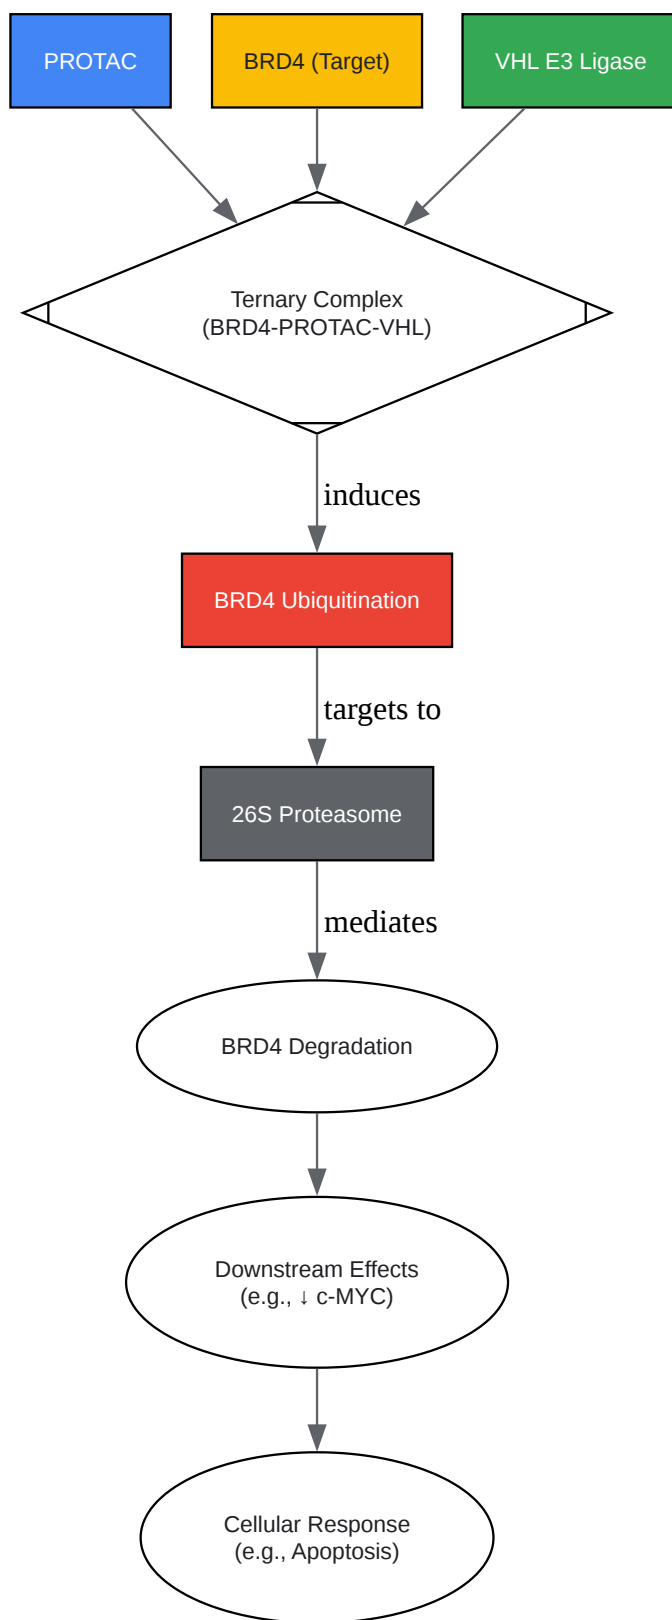 PROTAC
BRD4 (Target)
VHL E3 Ligase
Ternary Complex
(BRD4-PROTAC-VHL)
induces
BRD4 Ubiquitination
targets to
26S Proteasome
mediates
BRD4 Degradation
Downstream Effects
(e.g., ↓ c-MYC)
Cellular Response
(e.g., Apoptosis)